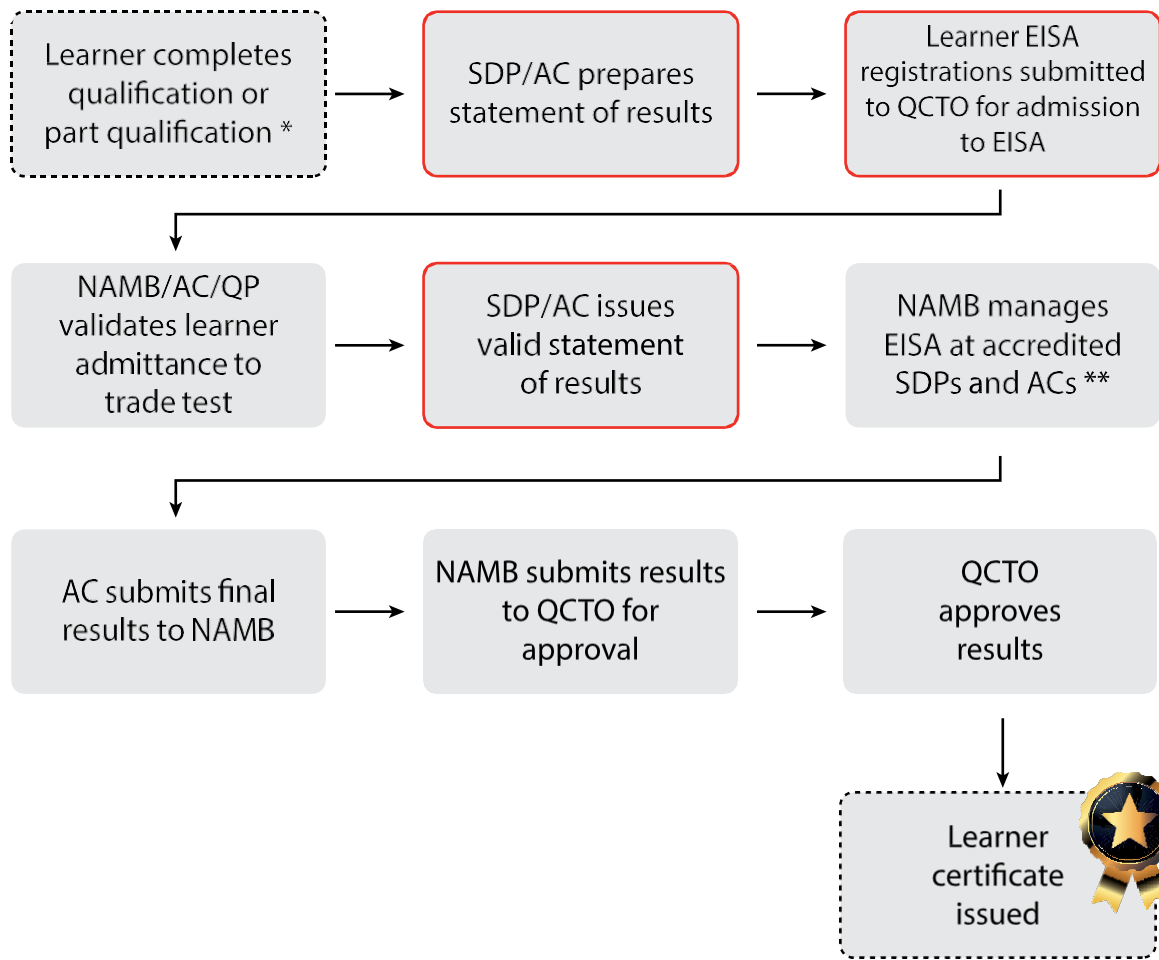 Learner completes
qualification or
part qualification *
SDP/AC prepares
statement of results
Learner EISA
registrations submitted
to QCTO for admission
to EISA
NAMB/AC/QP
validates learner
admittance to
trade test
SDP/AC issues
valid statement
of results
NAMB manages
EISA at accredited
SDPs and ACs **
AC submits final
results to NAMB
NAMB submits results
to QCTO for
approval
QCTO
approves
results
Learner
certificate
issued